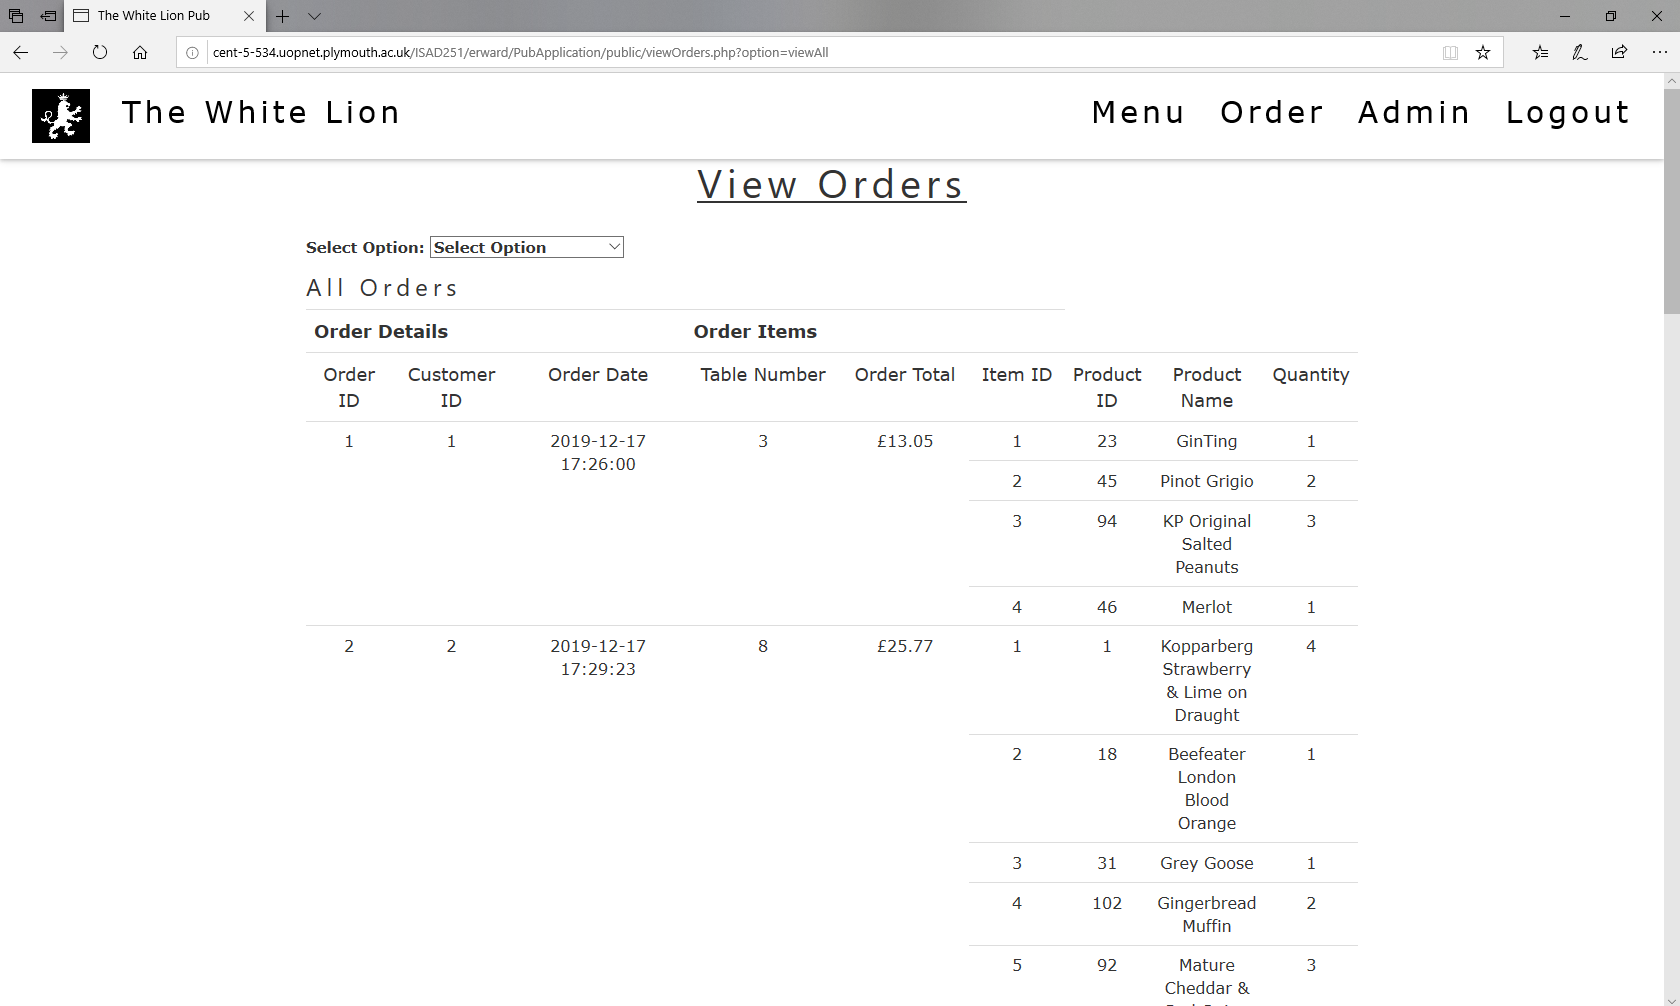 The White Lion Pub
cent-5-534.uopnet.plymouth.ac.uk/ISAD251/erward/PubApplication/public/viewOrders.php?option=viewAll
The White Lion
Menu Order Admin Logout
View Orders
Select Option: Select Option
All Orders
Order Details Order Items
Order ID Customer ID Order Date Table Number Order Total Item ID Product ID Product Name Quantity
1 1 2019-12-17 17:26:00 3 £13.05 1 23 GinTing 1
2 45 Pinot Grigio 2
3 94 KP Original Salted Peanuts 3
4 46 Merlot 1
2 2 2019-12-17 17:29:23 8 £25.77 1 1 Kopparberg Strawberry & Lime on Draught 4
2 18 Beefeater London Blood Orange 1
3 31 Grey Goose 1
4 102 Gingerbread Muffin 2
5 92 Mature Cheddar & 3